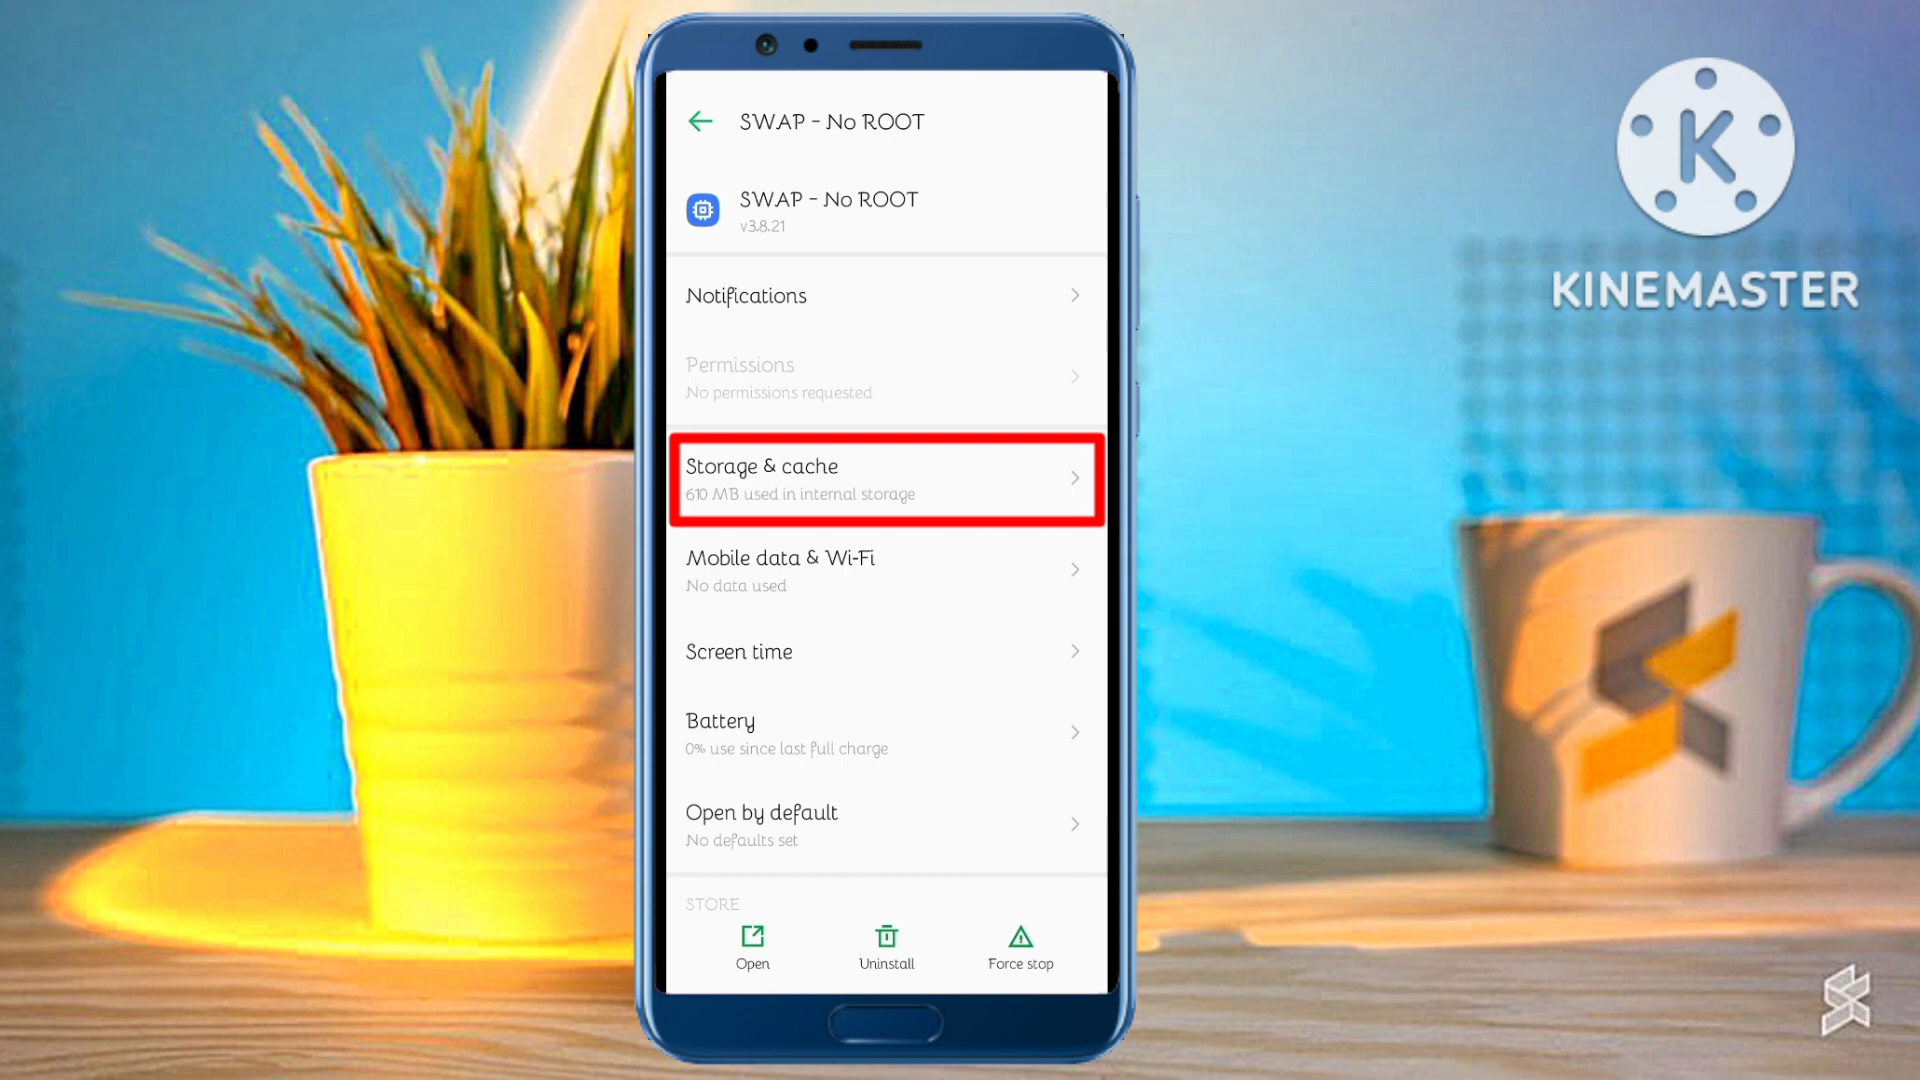 SWAP - No ROOT
SWAP - No ROOT
v3.8.21
Notifications
Permissions
No permissions requested
Storage & cache
610 MB used in internal storage
Mobile data & Wi-Fi
No data used
Screen time
Battery
0% use since last full charge
Open by default
No defaults set
STORE
Open
Uninstall
Force stop
K
KINEMASTER